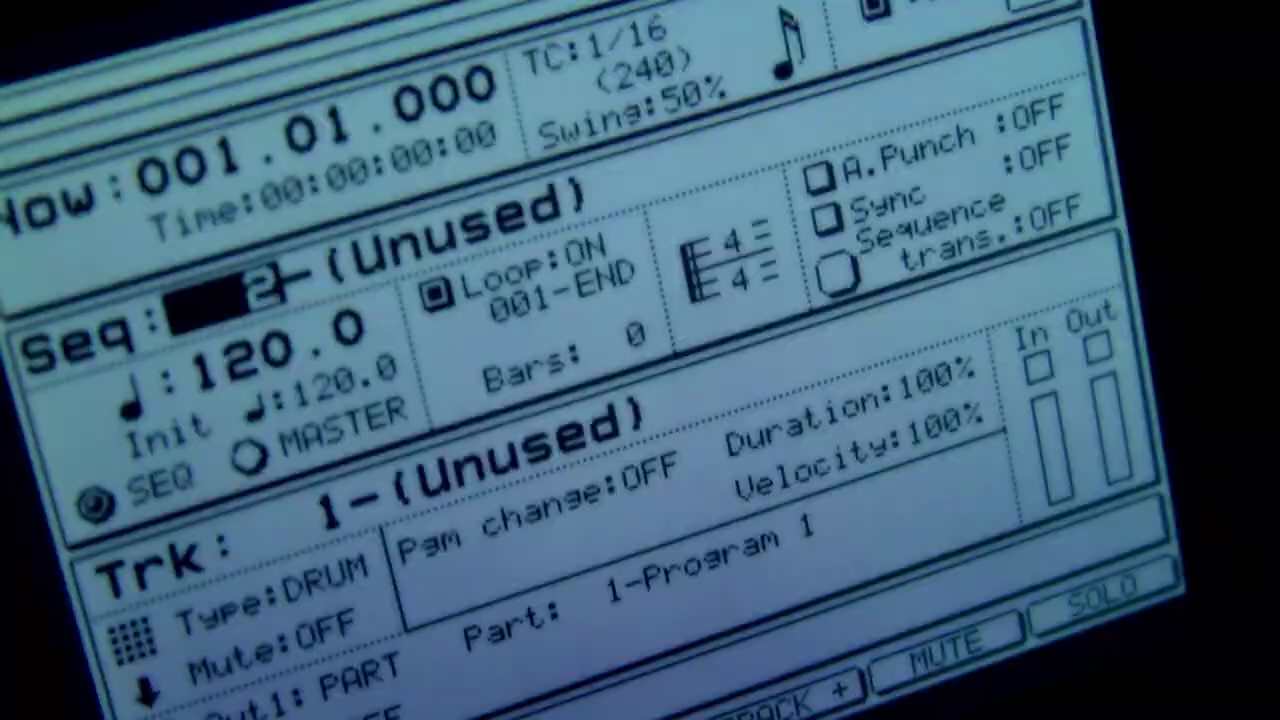 Now:001.01.000
Time:00:00:00:00
TC:1/16
(240)
Swing:50%
Seq: 2-(Unused)
♩:120.0
Init ♩:120.0
SEQ MASTER
Loop:ON
001-END
Bars: 0
4
4
A.Punch :OFF
Sync :OFF
Sequence
trans.:OFF
Trk: 1-(Unused)
Type:DRUM
Mute:OFF
Out1: PART
Pgm change:OFF
Duration:100%
Velocity:100%
Part: 1-Program 1
In Out
MUTE
SOLO